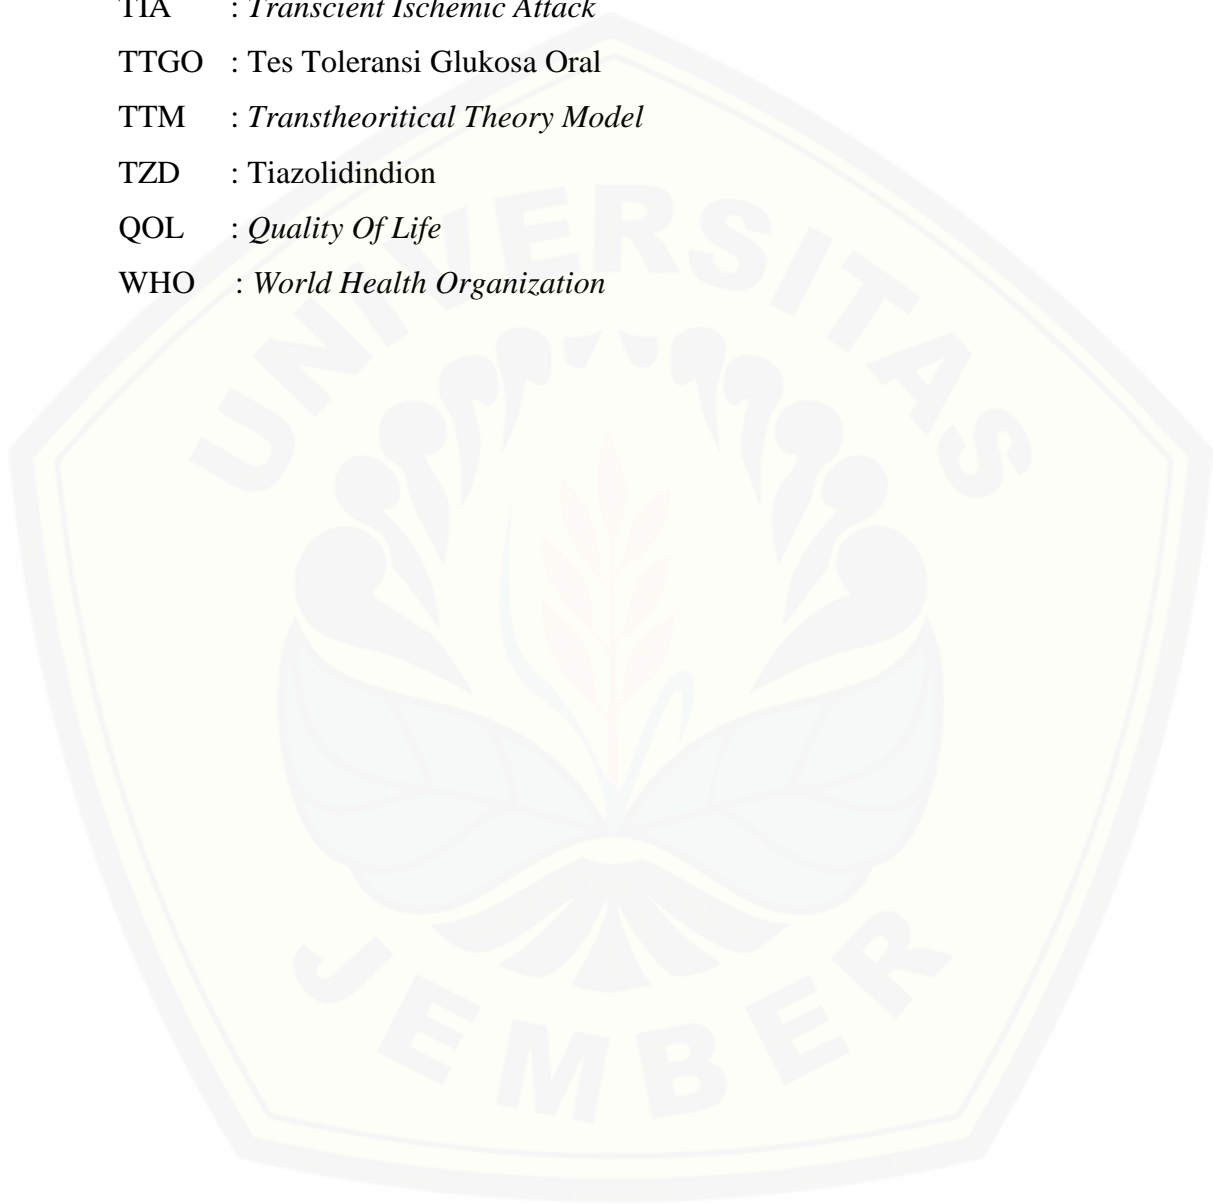 TIA : Transcient Ischemic Attack
TTGO : Tes Toleransi Glukosa Oral
TTM : Transtheoritical Theory Model
TZD : Tiazolidindion
QOL : Quality Of Life
WHO : World Health Organization
UNIVERSITAS
JEMBER